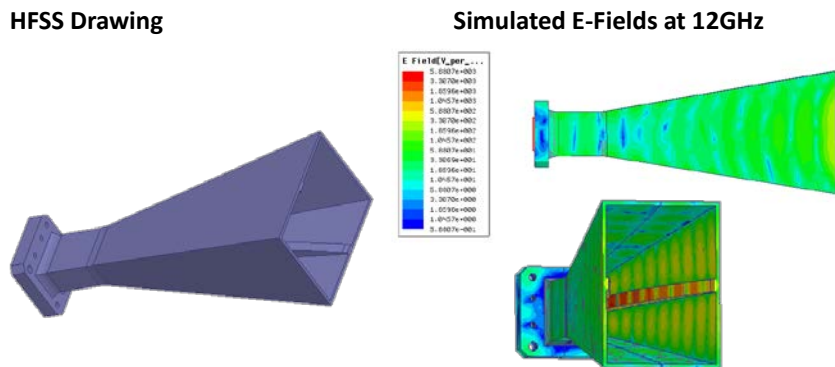 HFSS Drawing
Simulated E-Fields at 12GHz
E Field[V_per_...
5.8807e+003
3.3070e+003
1.8596e+003
1.0457e+003
5.8807e+002
3.3070e+002
1.8596e+002
1.0457e+002
5.8807e+001
3.3069e+001
1.8596e+001
1.0457e+001
5.8807e+000
3.3070e+000
1.8596e+000
1.0457e+000
5.8807e-001